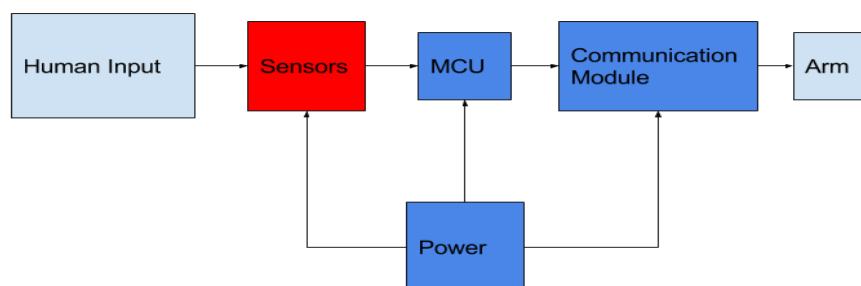 Human Input
Sensors
MCU
Communication
Module
Arm
Power